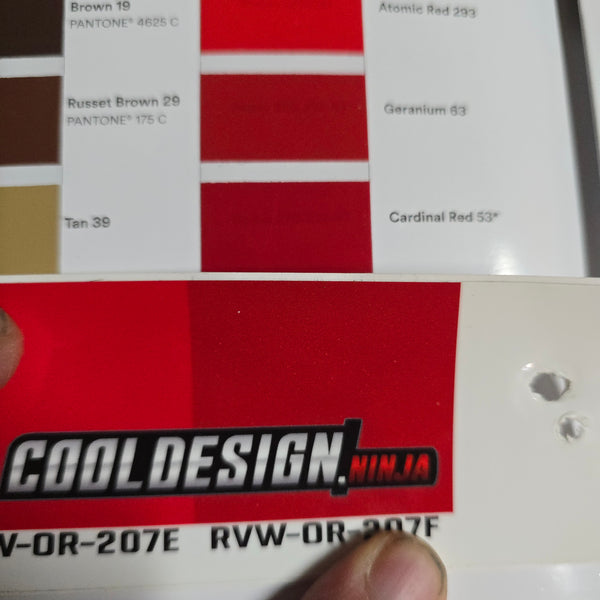 Brown 19
PANTONE® 4625 C
Atomic Red 293
Russet Brown 29
PANTONE® 175 C
Geranium 63
Tan 39
Cardinal Red 53*
COOLDESIGN.NINJA
V-OR-207E
RVW-OR-207F